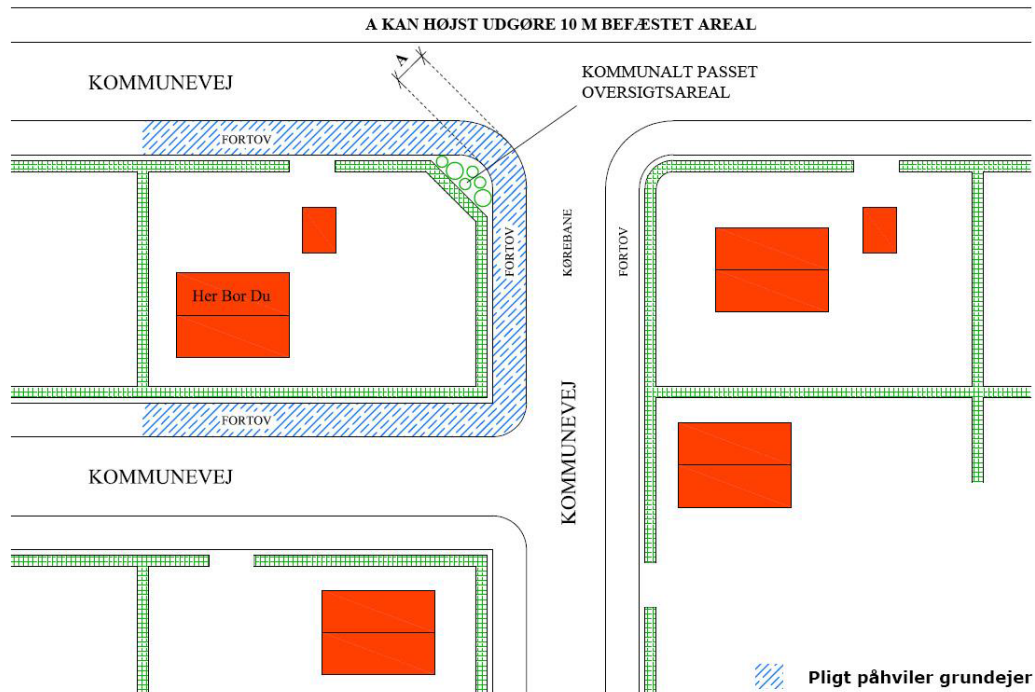 A KAN HØJST UDGØRE 10 M BEFÆSTET AREAL
A
KOMMUNEVEJ
KOMMUNALT PASSET
OVERSIGTSAREAL
FORTOV
FORTOV
KØREBANE
FORTOV
Her Bor Du
KOMMUNEVEJ
FORTOV
KOMMUNEVEJ
Pligt påhviler grundejer